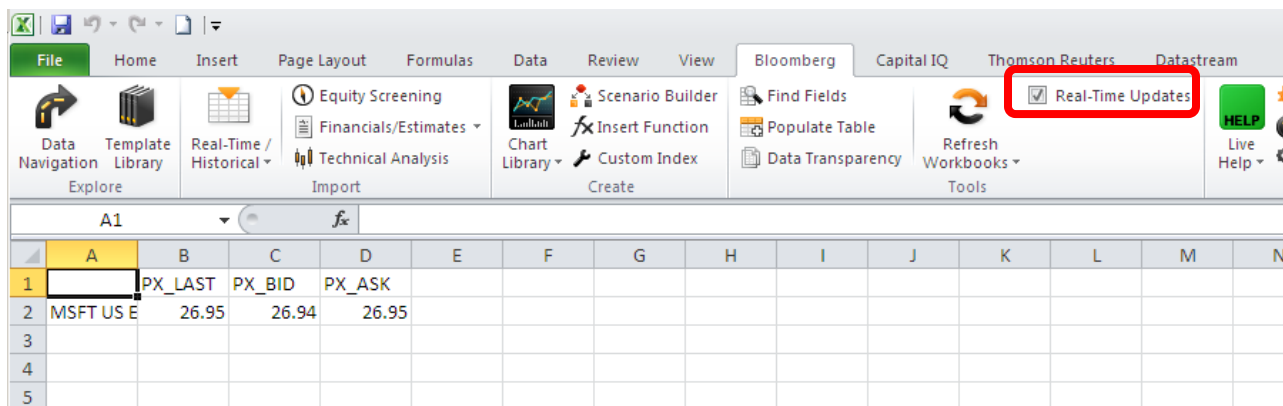 File Home Insert Page Layout Formulas Data Review View Bloomberg Capital IQ Thomson Reuters Datastream
Equity Screening Scenario Builder Find Fields Real-Time Updates
Financials/Estimates Insert Function Populate Table HELP
Data Navigation Template Library Real-Time / Historical Technical Analysis Chart Library Custom Index Data Transparency Refresh Workbooks Live Help
Explore Import Create Tools
A1 fx
A B C D E F G H I J K L M N
1 PX_LAST PX_BID PX_ASK
2 MSFT US E 26.95 26.94 26.95
3
4
5